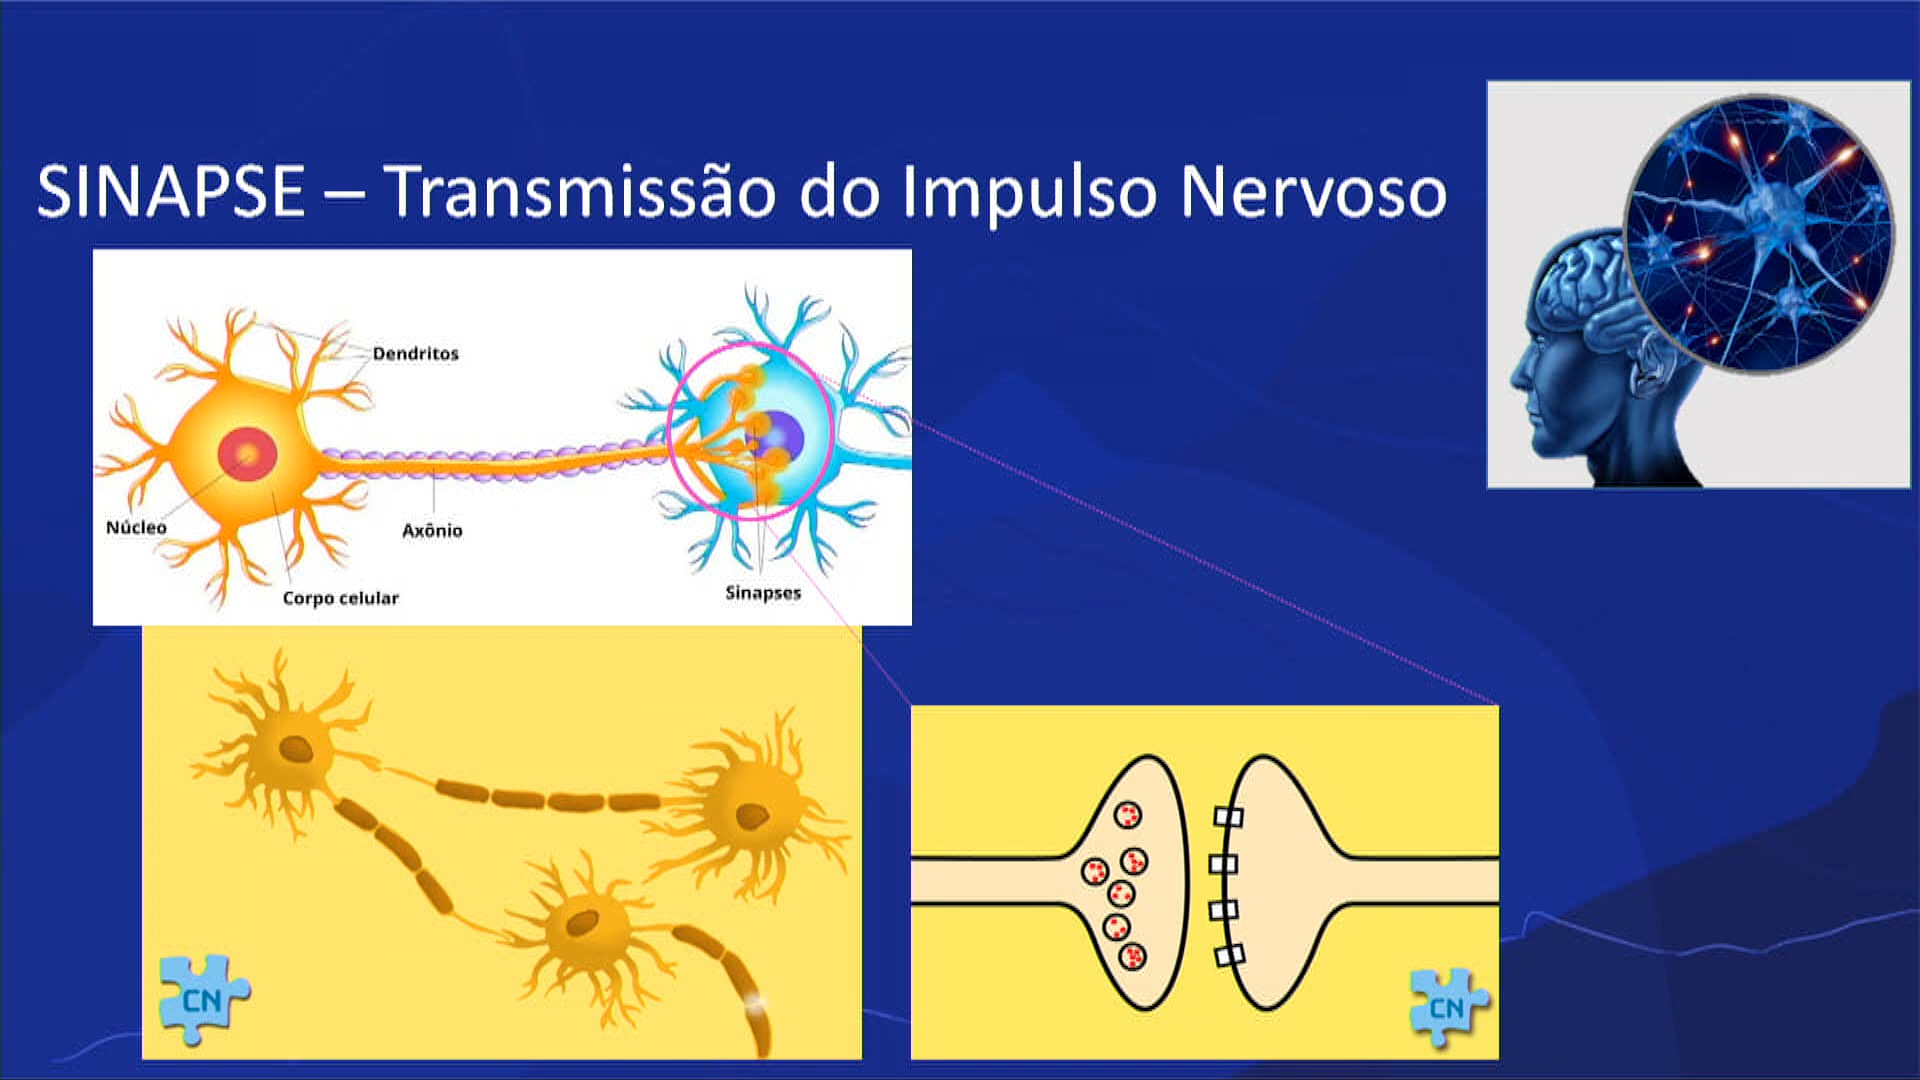 SINAPSE – Transmissão do Impulso Nervoso
Dendritos
Núcleo
Axônio
Corpo celular
Sinapses
CN
CN